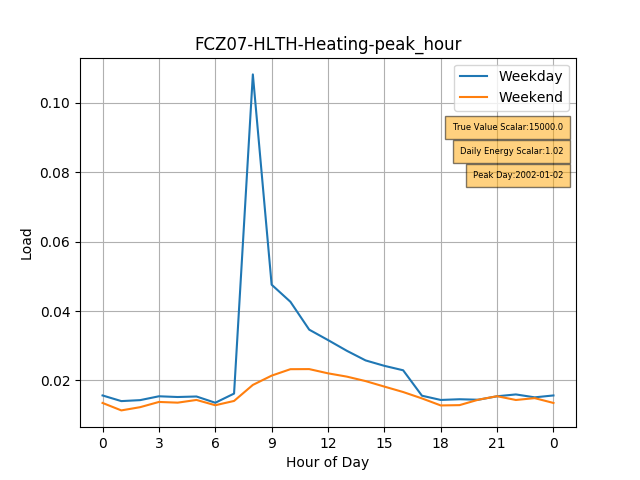 FCZ07-HLTH-Heating-peak_hour
Weekday
Weekend
True Value Scalar:15000.0
Daily Energy Scalar:1.02
Peak Day:2002-01-02
Load
0.10
0.08
0.06
0.04
0.02
0 3 6 9 12 15 18 21 0
Hour of Day